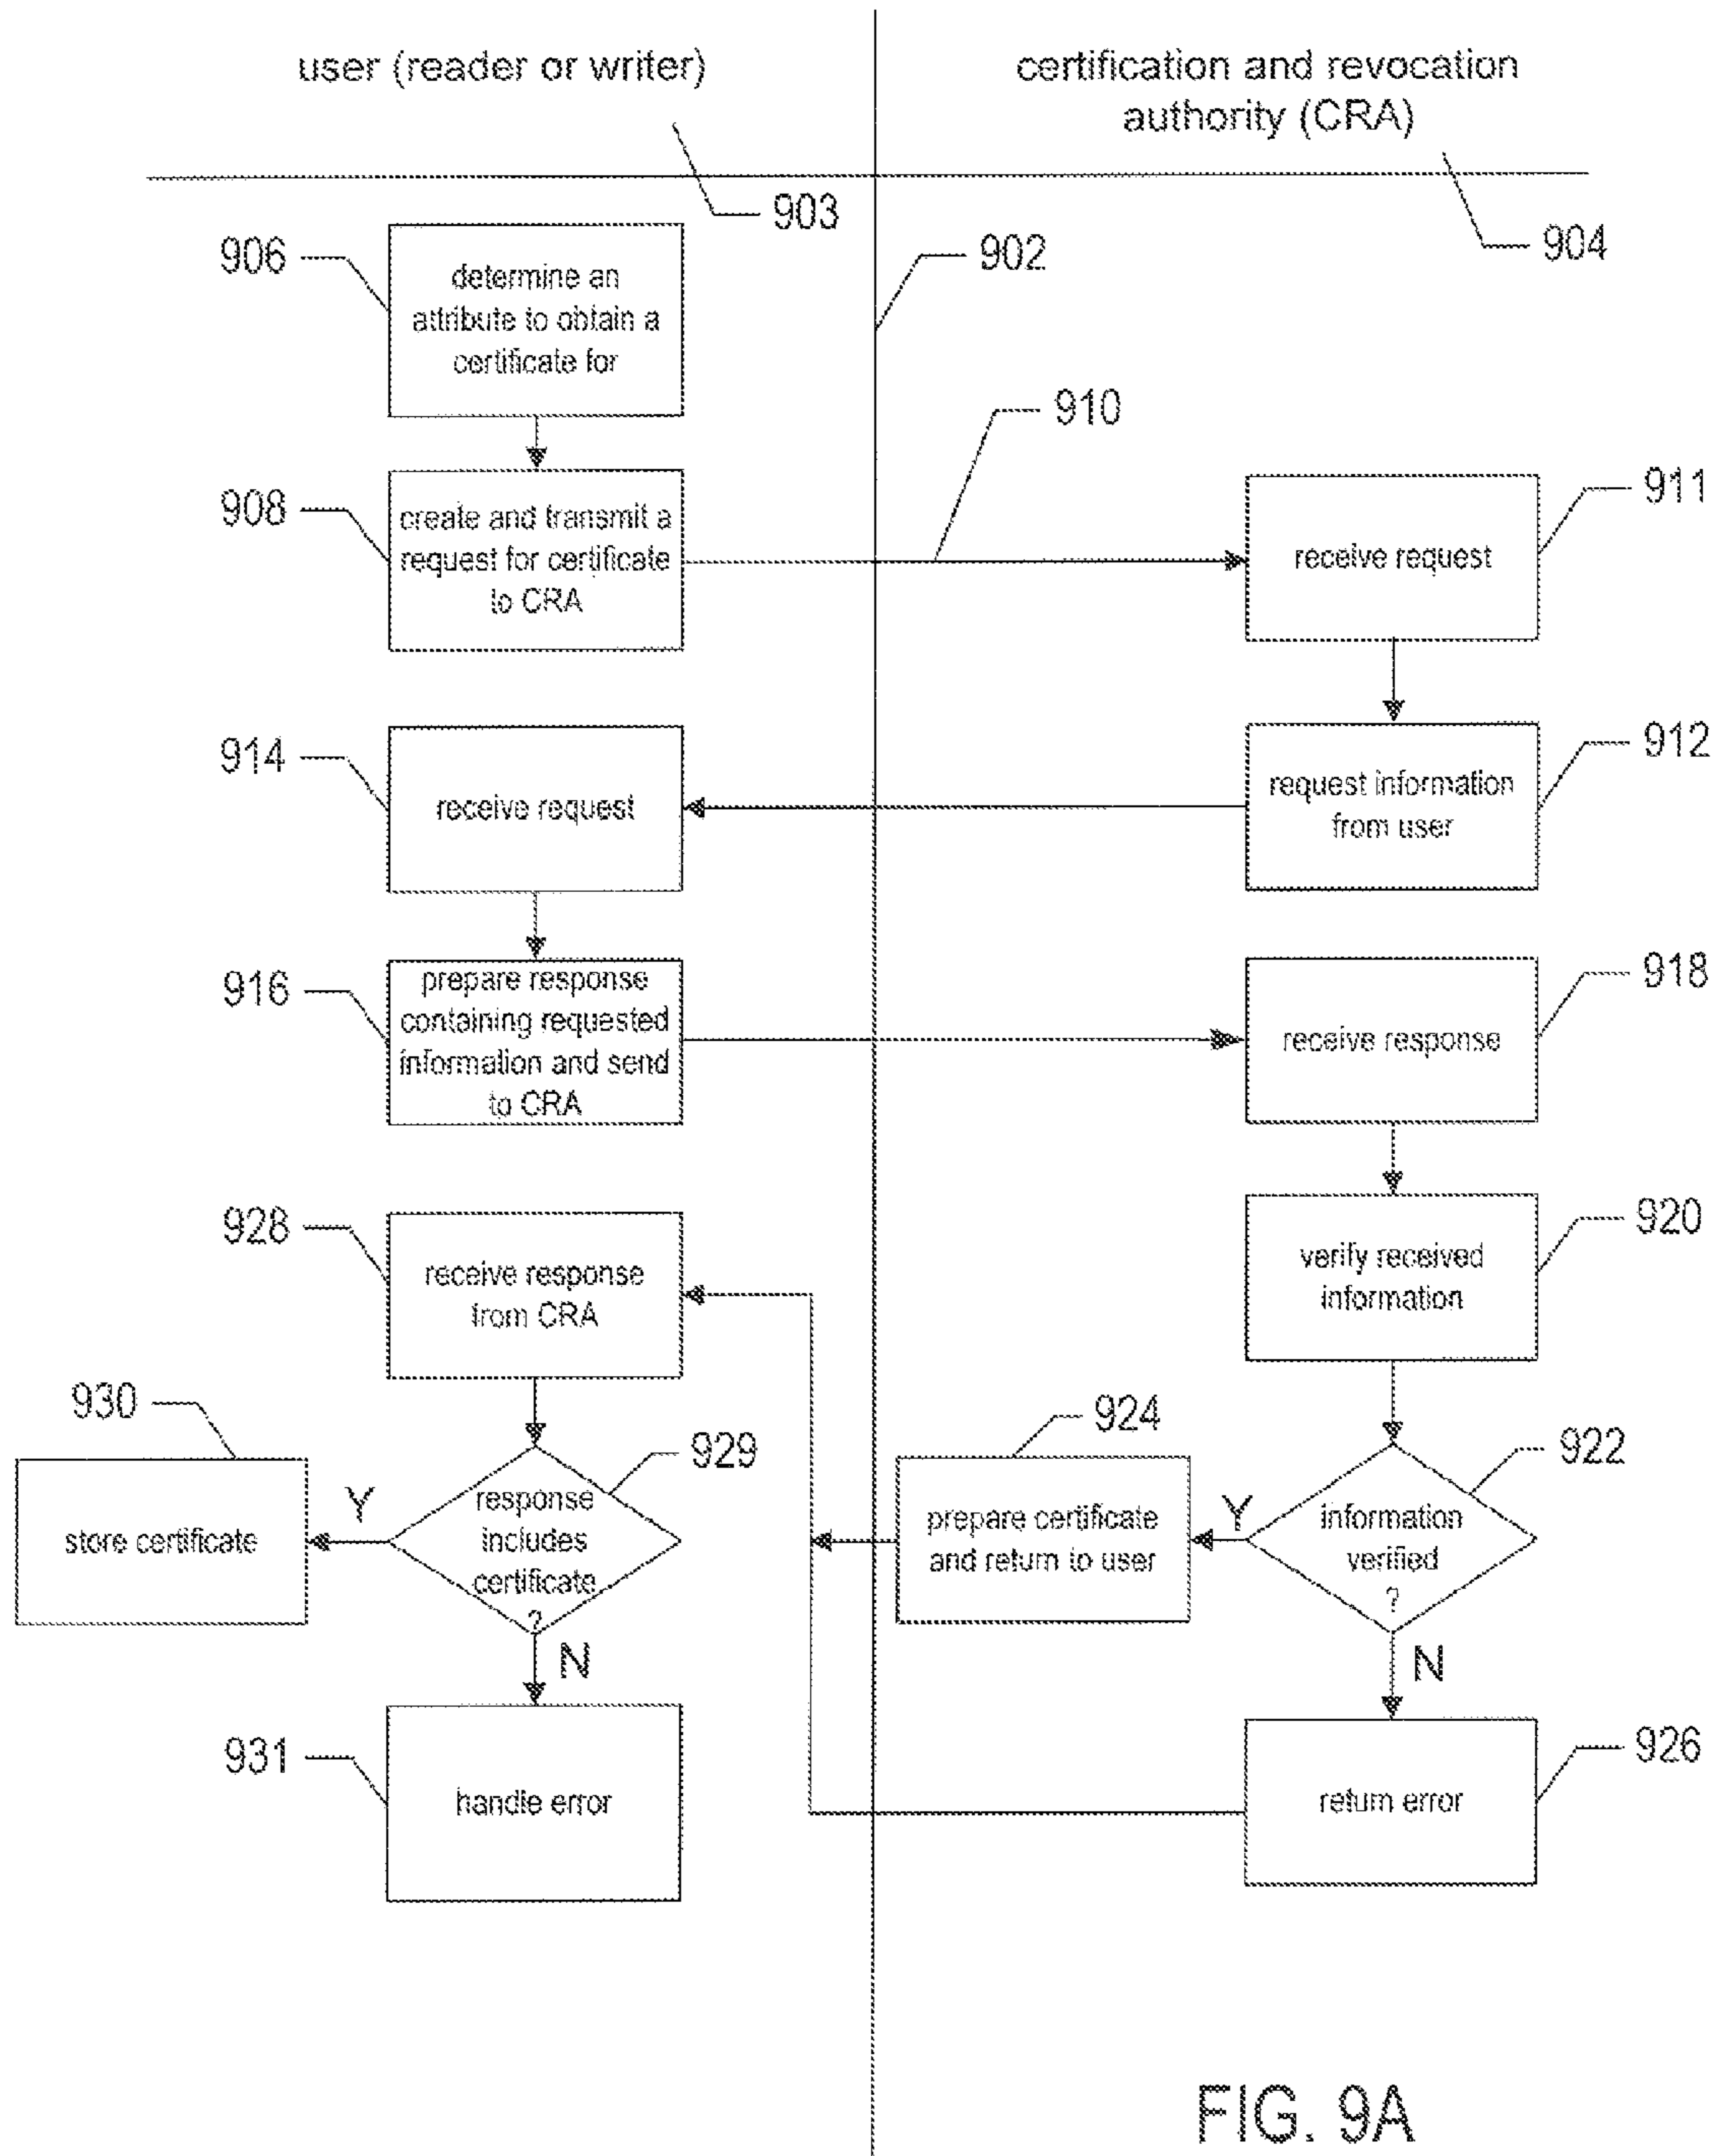 user (reader or writer)
certification and revocation
authority (CRA)
903
904
906
902
determine an
attribute to obtain a
certificate for
910
908
create and transmit a
request for certificate
to CRA
911
receive request
914
receive request
912
request information
from user
916
prepare response
containing requested
information and send
to CRA
918
receive response
928
receive response
from CRA
920
verify received
information
930
store certificate
Y
929
response
includes
certificate
?
N
924
prepare certificate
and return to user
Y
922
information
verified
?
N
931
handle error
926
return error
FIG. 9A